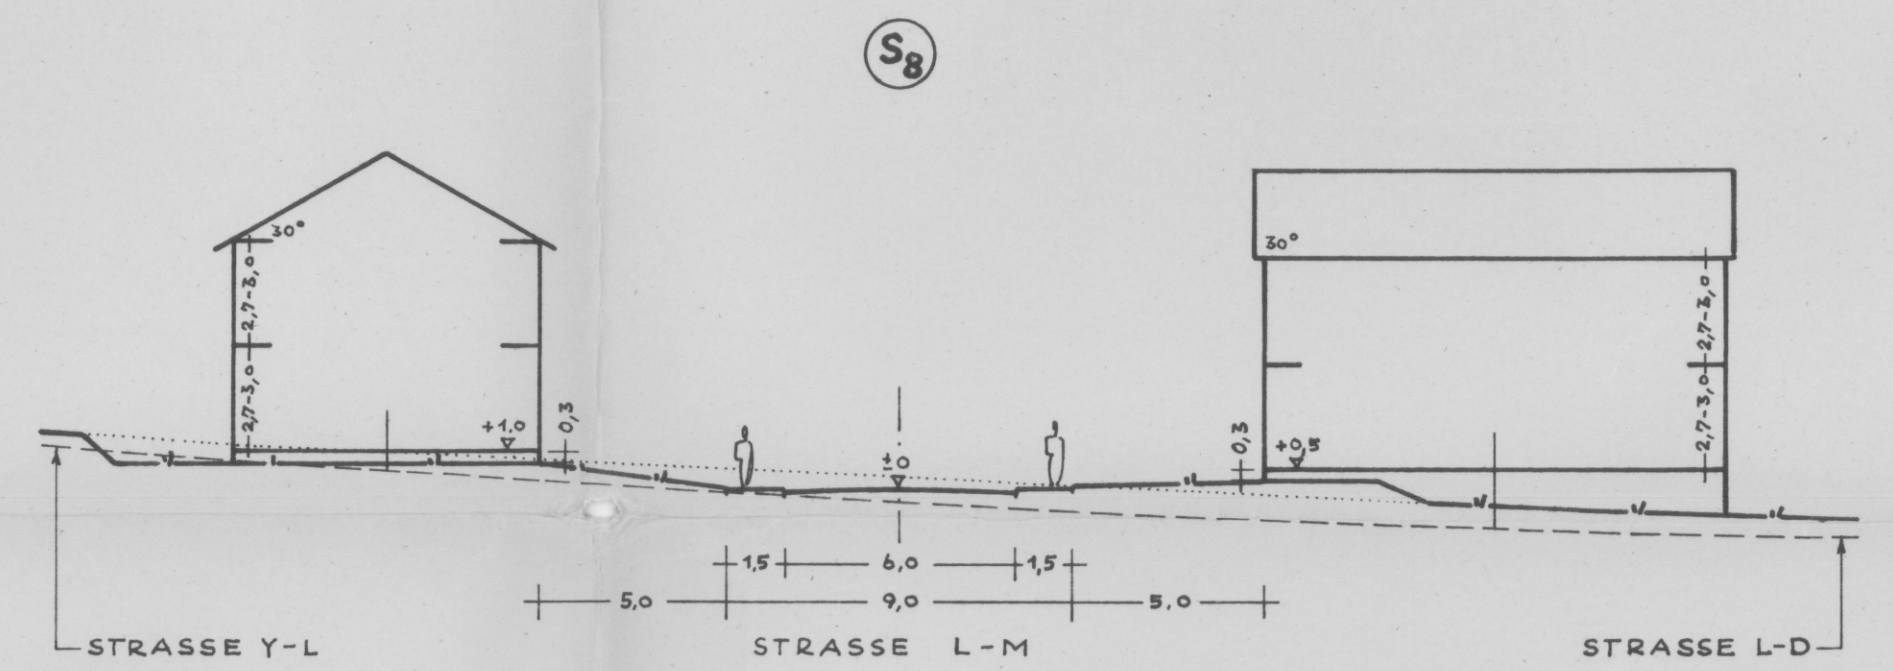 S8
30°
2,7-3,0
2,7-3,0
+1.0
0,3
±0
30°
2,7-3,0
2,7-3,0
0,3
+0,5
1,5 6,0 1,5
5,0 9,0 5,0
STRASSE Y-L STRASSE L-M STRASSE L-D